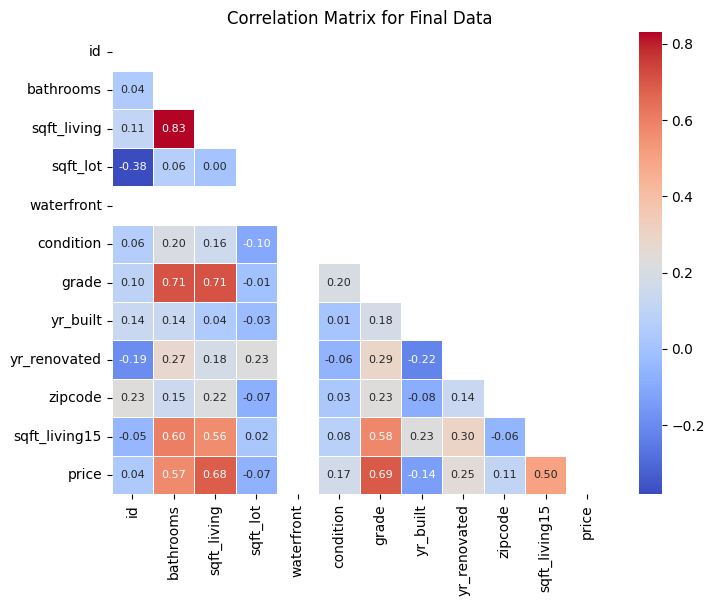 Correlation Matrix for Final Data
id
bathrooms 0.04
sqft_living 0.11 0.83
sqft_lot -0.38 0.06 0.00
waterfront
condition 0.06 0.20 0.16 -0.10 
grade 0.10 0.71 0.71 -0.01 0.20
yr_built 0.14 0.14 0.04 -0.03 0.01 0.18
yr_renovated -0.19 0.27 0.18 0.23 -0.06 0.29 -0.22
zipcode 0.23 0.15 0.22 -0.07 0.03 0.23 -0.08 0.14
sqft_living15 -0.05 0.60 0.56 0.02 0.08 0.58 0.23 0.30 -0.06
price 0.04 0.57 0.68 -0.07 0.17 0.69 -0.14 0.25 0.11 0.50
id bathrooms sqft_living sqft_lot waterfront condition grade yr_built yr_renovated zipcode sqft_living15 price
0.8
0.6
0.4
0.2
0.0
−0.2